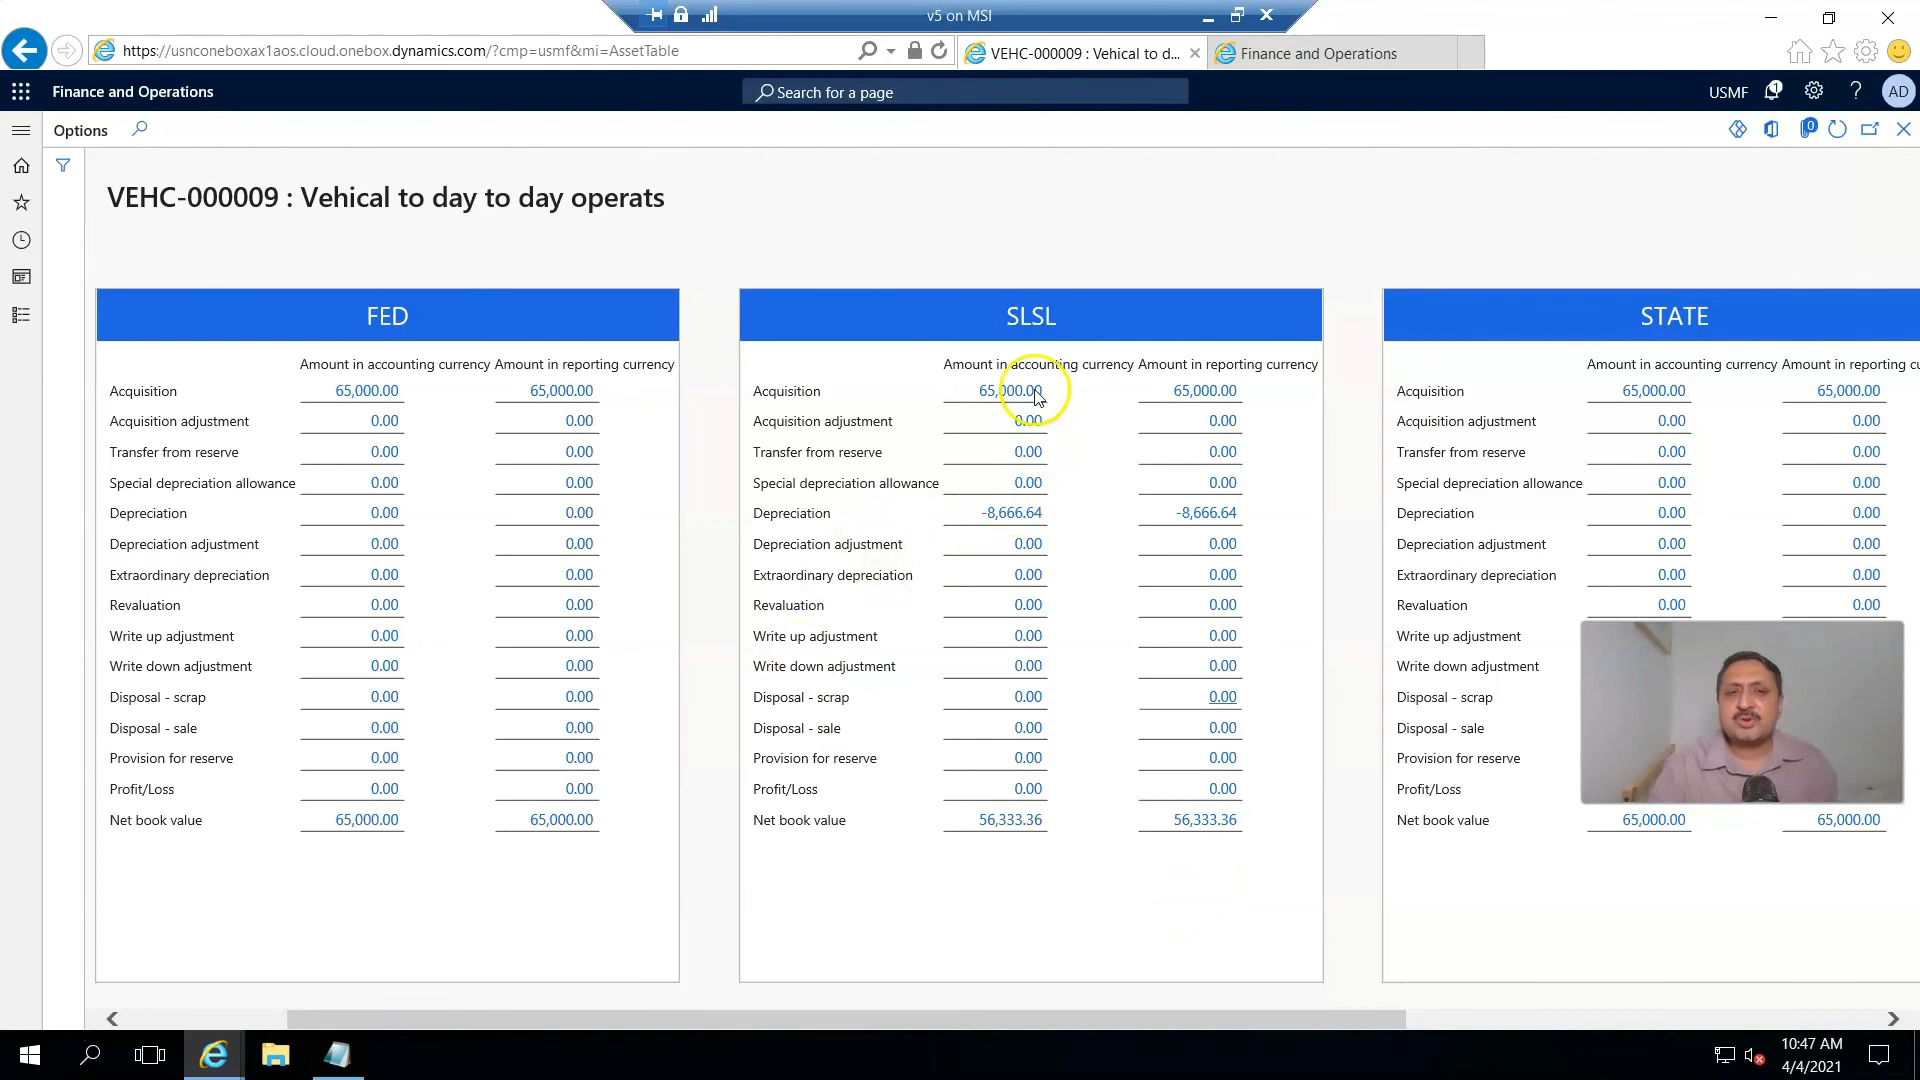 v5 on MSI
https://usnconeboxax1aos.cloud.onebox.dynamics.com/?cmp=usmf&mi=AssetTable
VEHC-000009 : Vehical to d...
Finance and Operations
Finance and Operations
Search for a page
USMF
1
?
AD
Options
0
VEHC-000009 : Vehical to day to day operats
FED
Amount in accounting currency Amount in reporting currency
Acquisition 65,000.00 65,000.00
Acquisition adjustment 0.00 0.00
Transfer from reserve 0.00 0.00
Special depreciation allowance 0.00 0.00
Depreciation 0.00 0.00
Depreciation adjustment 0.00 0.00
Extraordinary depreciation 0.00 0.00
Revaluation 0.00 0.00
Write up adjustment 0.00 0.00
Write down adjustment 0.00 0.00
Disposal - scrap 0.00 0.00
Disposal - sale 0.00 0.00
Provision for reserve 0.00 0.00
Profit/Loss 0.00 0.00
Net book value 65,000.00 65,000.00
SLSL
Amount in accounting currency Amount in reporting currency
Acquisition 65,000.00 65,000.00
Acquisition adjustment 0.00 0.00
Transfer from reserve 0.00 0.00
Special depreciation allowance 0.00 0.00
Depreciation -8,666.64 -8,666.64
Depreciation adjustment 0.00 0.00
Extraordinary depreciation 0.00 0.00
Revaluation 0.00 0.00
Write up adjustment 0.00 0.00
Write down adjustment 0.00 0.00
Disposal - scrap 0.00 0.00
Disposal - sale 0.00 0.00
Provision for reserve 0.00 0.00
Profit/Loss 0.00 0.00
Net book value 56,333.36 56,333.36
STATE
Amount in accounting currency Amount in reporting cu
Acquisition 65,000.00 65,000.00
Acquisition adjustment 0.00 0.00
Transfer from reserve 0.00 0.00
Special depreciation allowance 0.00 0.00
Depreciation 0.00 0.00
Depreciation adjustment 0.00 0.00
Extraordinary depreciation 0.00 0.00
Revaluation 0.00 0.00
Write up adjustment
Write down adjustment
Disposal - scrap
Disposal - sale
Provision for reserve
Profit/Loss
Net book value 65,000.00 65,000.00
10:47 AM
4/4/2021